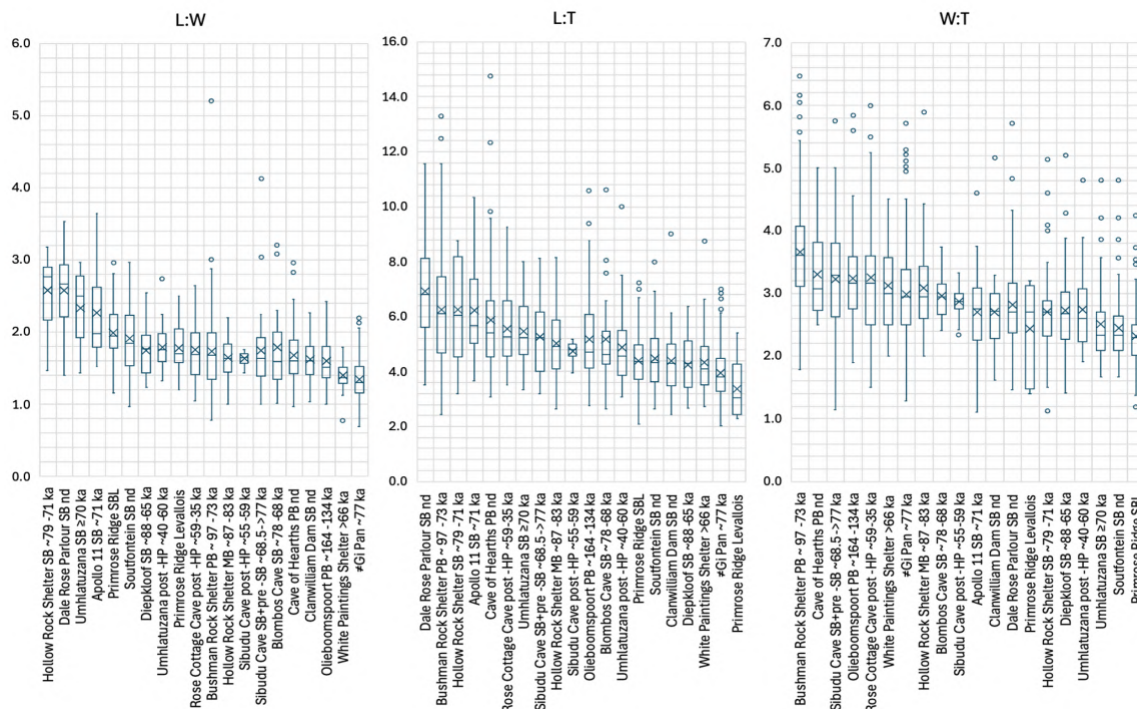 L:W
6.0
5.0
4.0
3.0
2.0
1.0
0.0
Hollow Rock Shelter SB ~79 -71 ka
Dale Rose Parlour SB nd
Umhlatuzana SB ≥70 ka
Apollo 11 SB ~71 ka
Primrose Ridge SBL
Soutfontein SB nd
Diepkloof SB ~88-65 ka
Umhlatuzana post -HP ~40-60 ka
Primrose Ridge Levallois
Rose Cottage Cave post -HP ~59-35 ka
Bushman Rock Shelter PB ~ 97 -73 ka
Hollow Rock Shelter MB ~87 -83 ka
Sibudu Cave post -HP ~55-59 ka
Sibudu Cave SB+pre -SB ~68.5->77 ka
Blombos Cave SB ~78 -68 ka
Cave of Hearths PB nd
Clanwilliam Dam SB nd
Olieboomspoort PB ~164 -134 ka
White Paintings Shelter >66 ka
≠Gi Pan ~77 ka
L:T
16.0
14.0
12.0
10.0
8.0
6.0
4.0
2.0
0.0
Dale Rose Parlour SB nd
Bushman Rock Shelter PB ~ 97 -73 ka
Hollow Rock Shelter SB ~79 -71 ka
Apollo 11 SB ~71 ka
Cave of Hearths PB nd
Rose Cottage Cave post -HP ~59-35 ka
Umhlatuzana SB ≥70 ka
Sibudu Cave SB+pre -SB ~68.5->77 ka
Hollow Rock Shelter MB ~87 -83 ka
Sibudu Cave post -HP ~55-59 ka
Olieboomspoort PB ~164 -134 ka
Blombos Cave SB ~78 -68 ka
Umhlatuzana post -HP ~40-60 ka
Primrose Ridge SBL
Soutfontein SB nd
Clanwilliam Dam SB nd
Diepkloof SB ~88-65 ka
White Paintings Shelter >66 ka
≠Gi Pan ~77 ka
Primrose Ridge Levallois
W:T
7.0
6.0
5.0
4.0
3.0
2.0
1.0
0.0
Bushman Rock Shelter PB ~ 97 -73 ka
Cave of Hearths PB nd
Sibudu Cave SB+pre -SB ~68.5->77 ka
Olieboomspoort PB ~164 -134 ka
Rose Cottage Cave post -HP ~59-35 ka
White Paintings Shelter >66 ka
≠Gi Pan ~77 ka
Hollow Rock Shelter MB ~87 -83 ka
Blombos Cave SB ~78 -68 ka
Sibudu Cave post -HP ~55-59 ka
Apollo 11 SB ~71 ka
Clanwilliam Dam SB nd
Dale Rose Parlour SB nd
Primrose Ridge Levallois
Hollow Rock Shelter SB ~79 -71 ka
Diepkloof SB ~88-65 ka
Umhlatuzana post -HP ~40-60 ka
Umhlatuzana SB ≥70 ka
Soutfontein SB nd
Primrose Ridge SBL